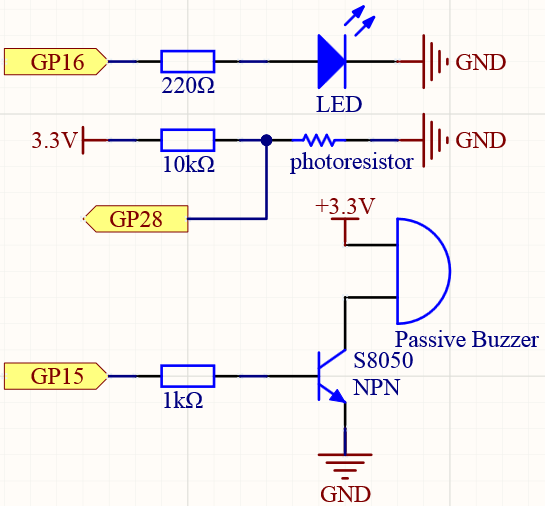 GP16
220Ω
LED
GND
3.3V
10kΩ
photoresistor
GND
GP28
+3.3V
Passive Buzzer
GP15
1kΩ
S8050
NPN
GND